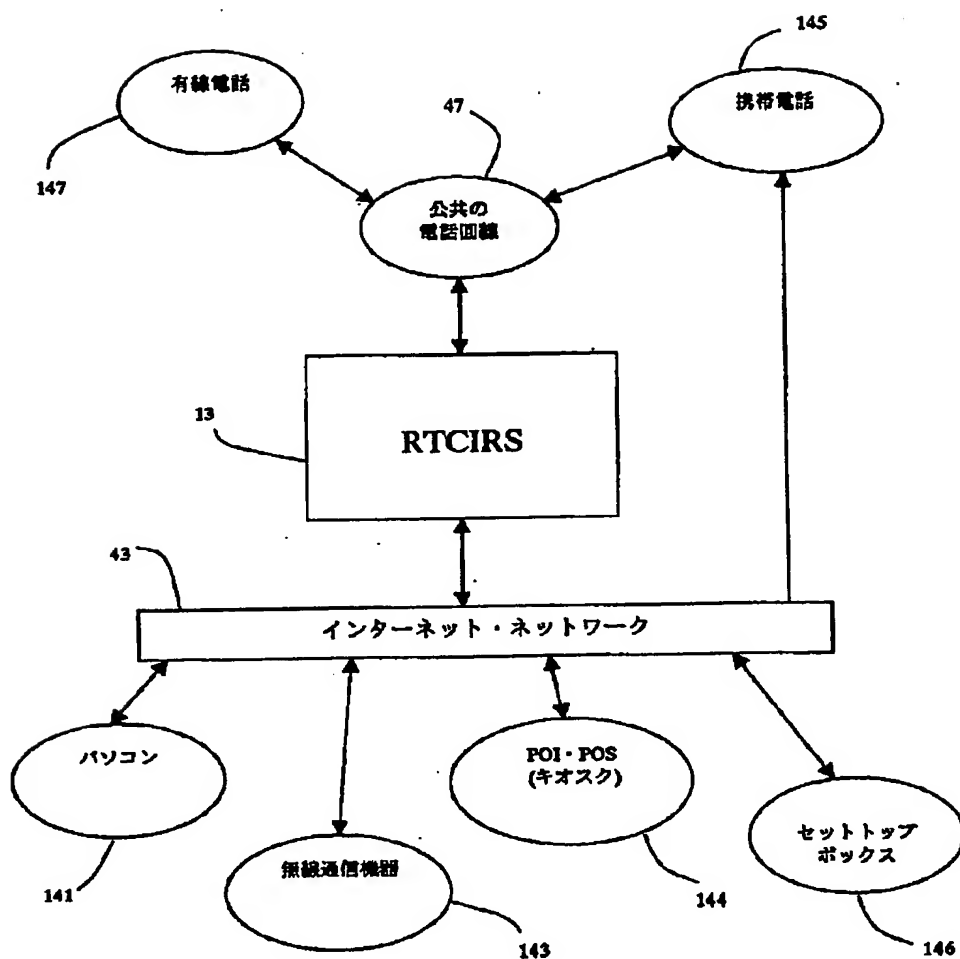 145
有線電話
携帯電話
47
147
公共の
電話回線
13
RTCIRS
43
インターネット・ネットワーク
パソコン
POI・POS
(キオスク)
セットトップ
ボックス
無線通信機器
141
144
143
146